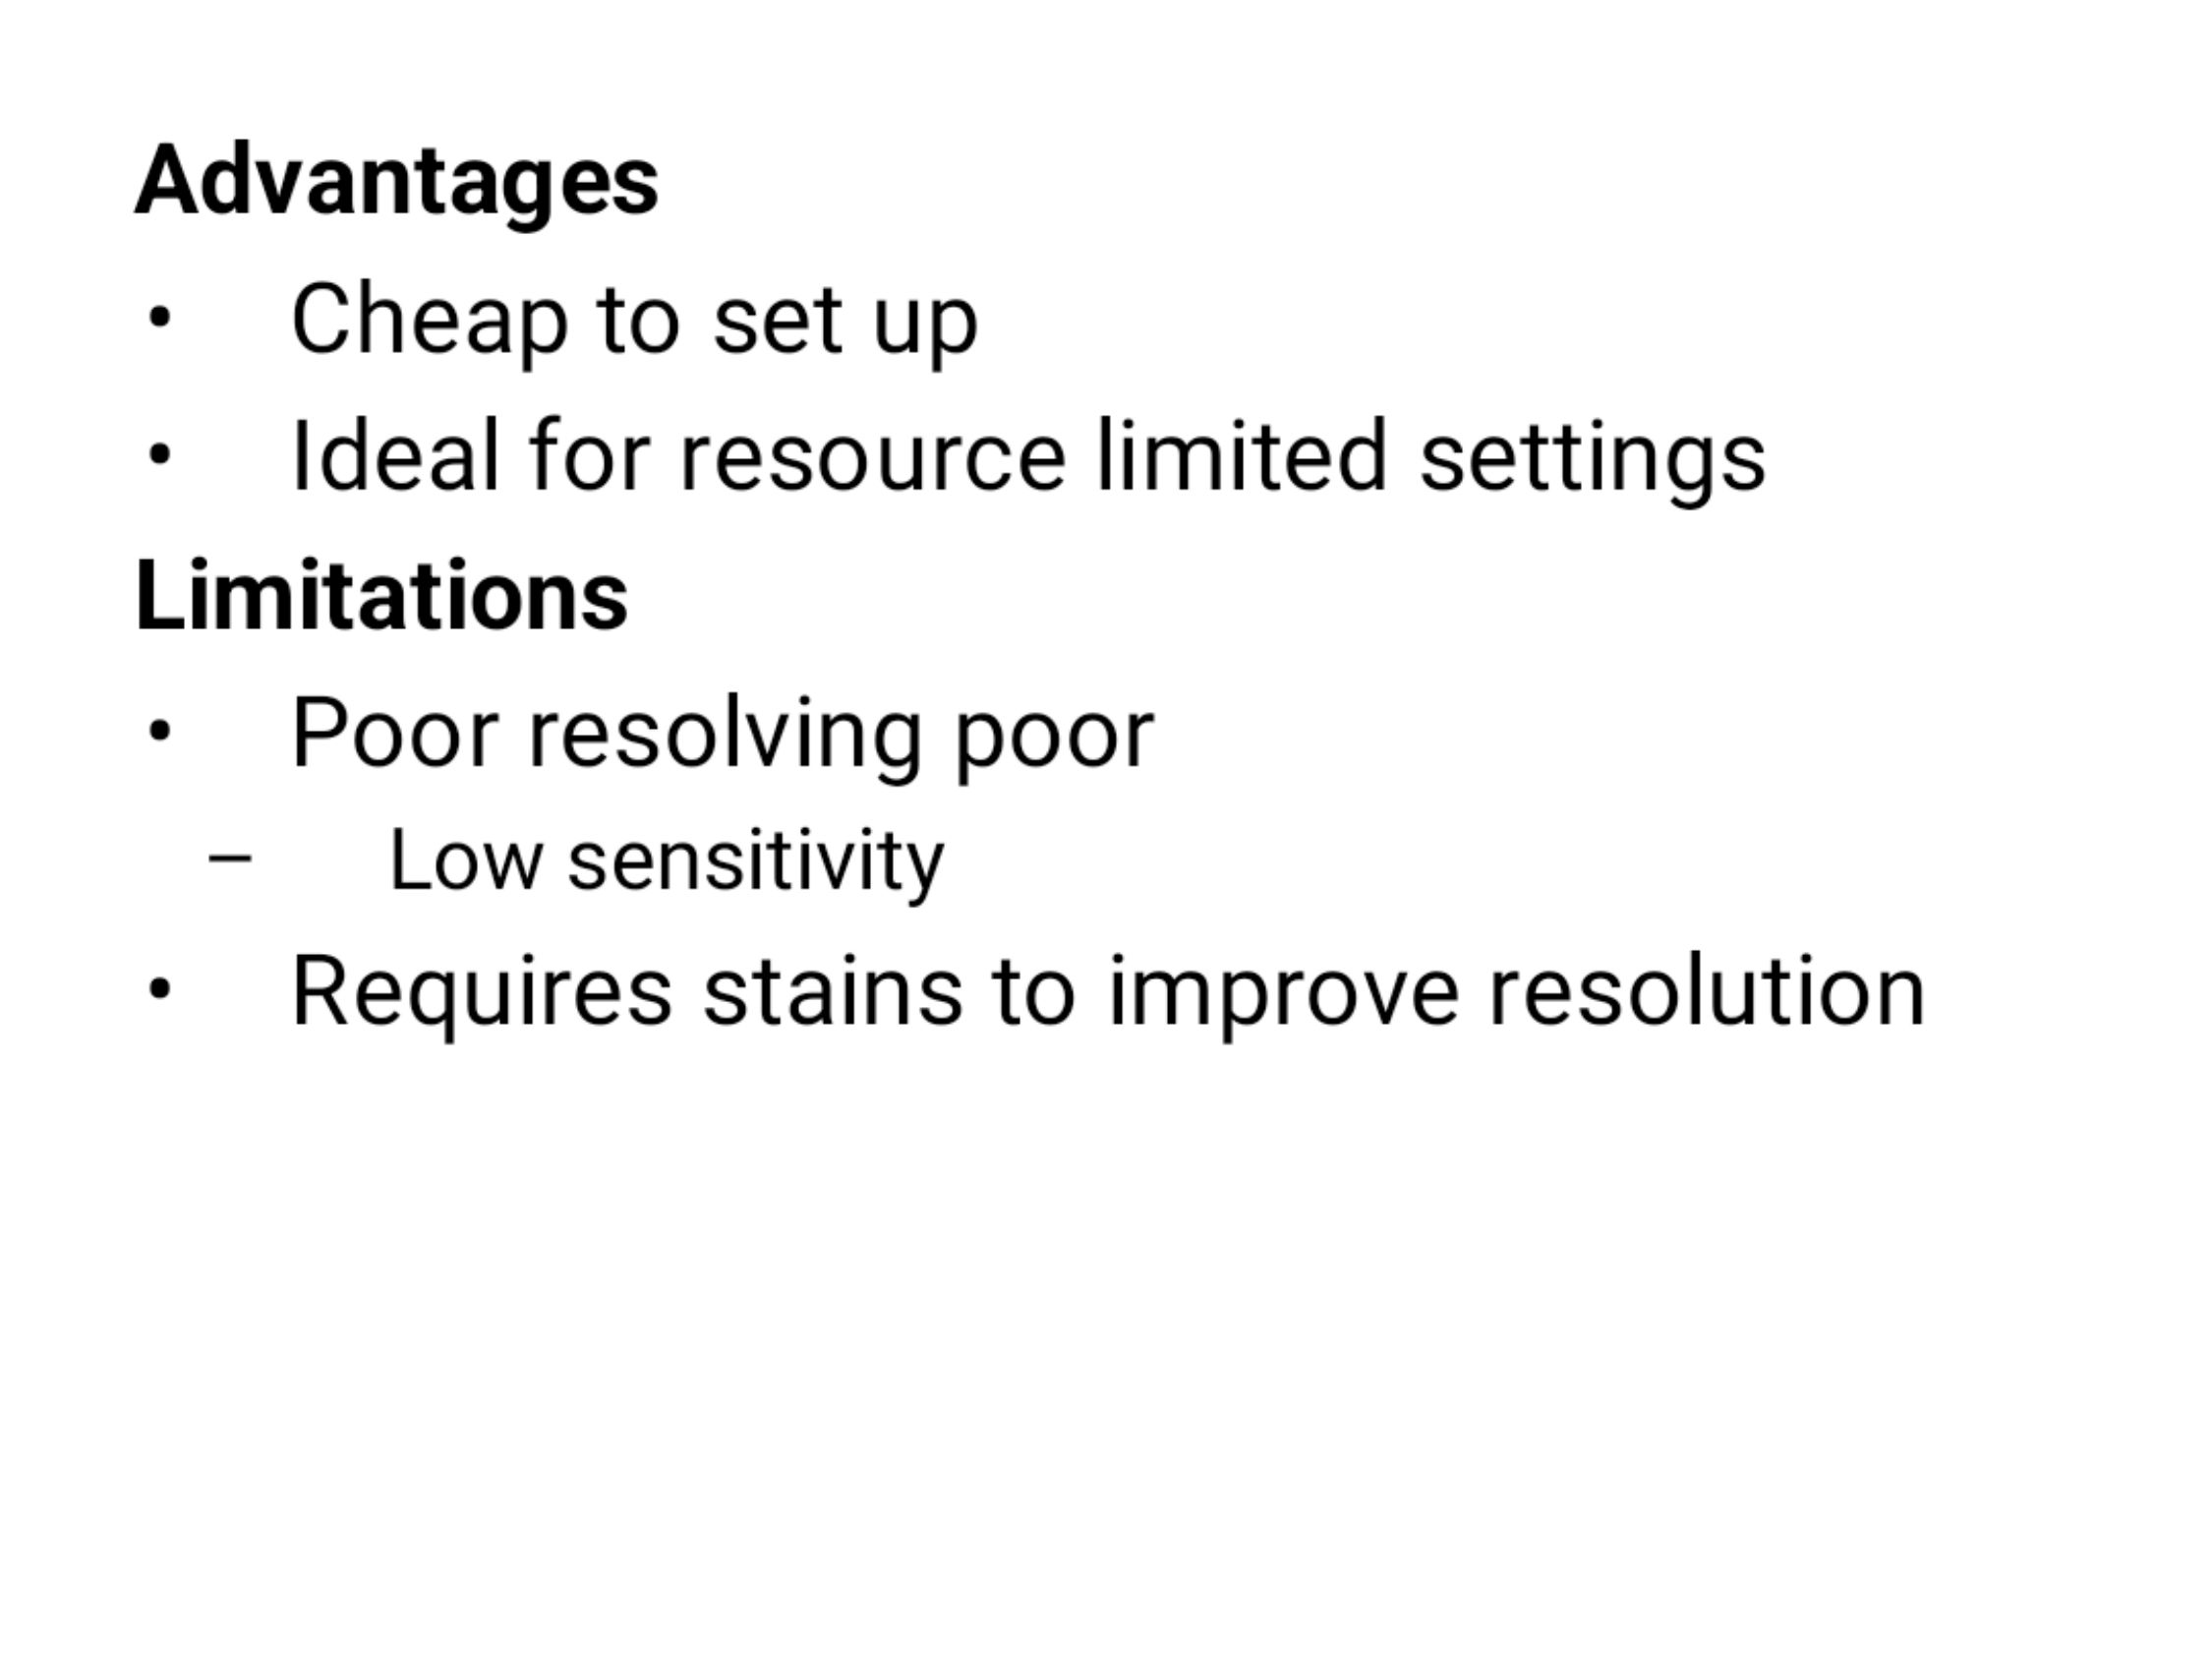 Advantages
• Cheap to set up
• Ideal for resource limited settings
Limitations
• Poor resolving poor
– Low sensitivity
• Requires stains to improve resolution